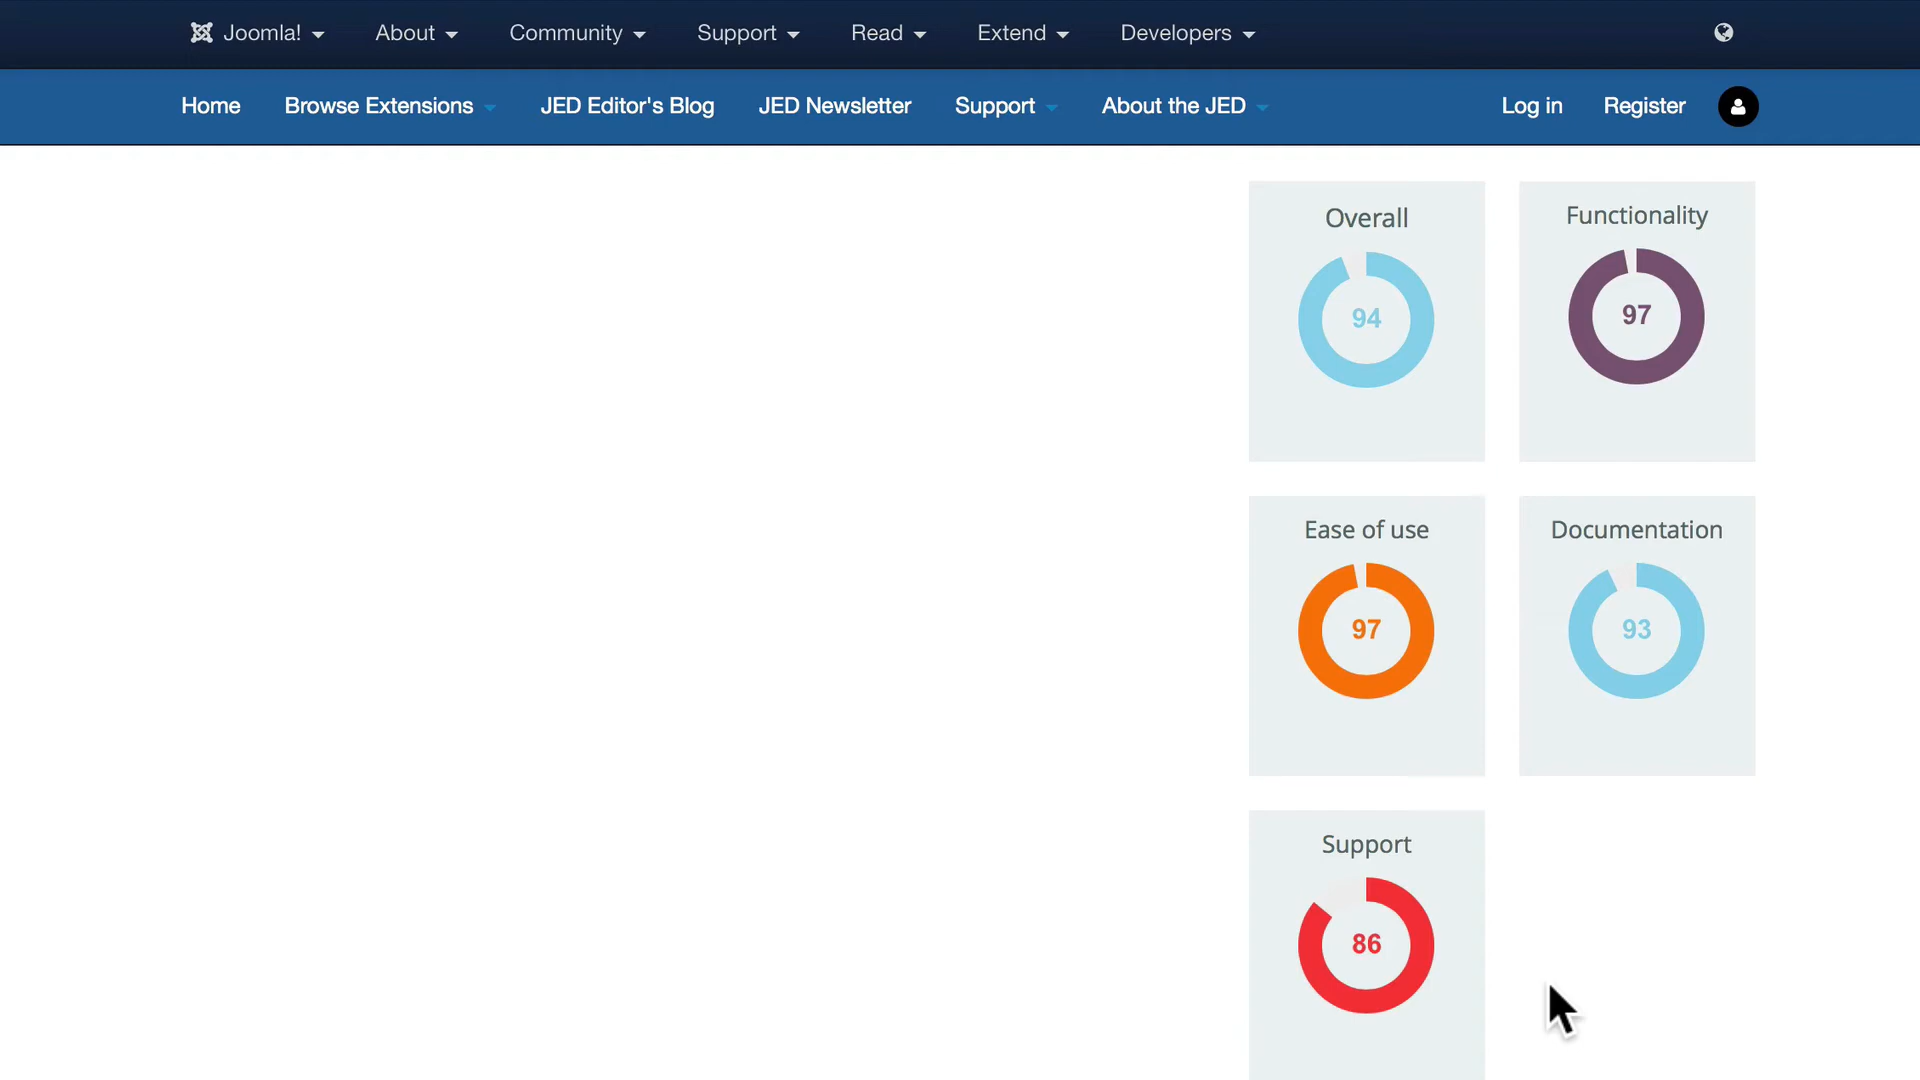 Joomla! About Community Support Read Extend Developers
Home Browse Extensions JED Editor's Blog JED Newsletter Support About the JED Log in Register
Overall Functionality
94 97
Ease of use Documentation
97 93
Support
86